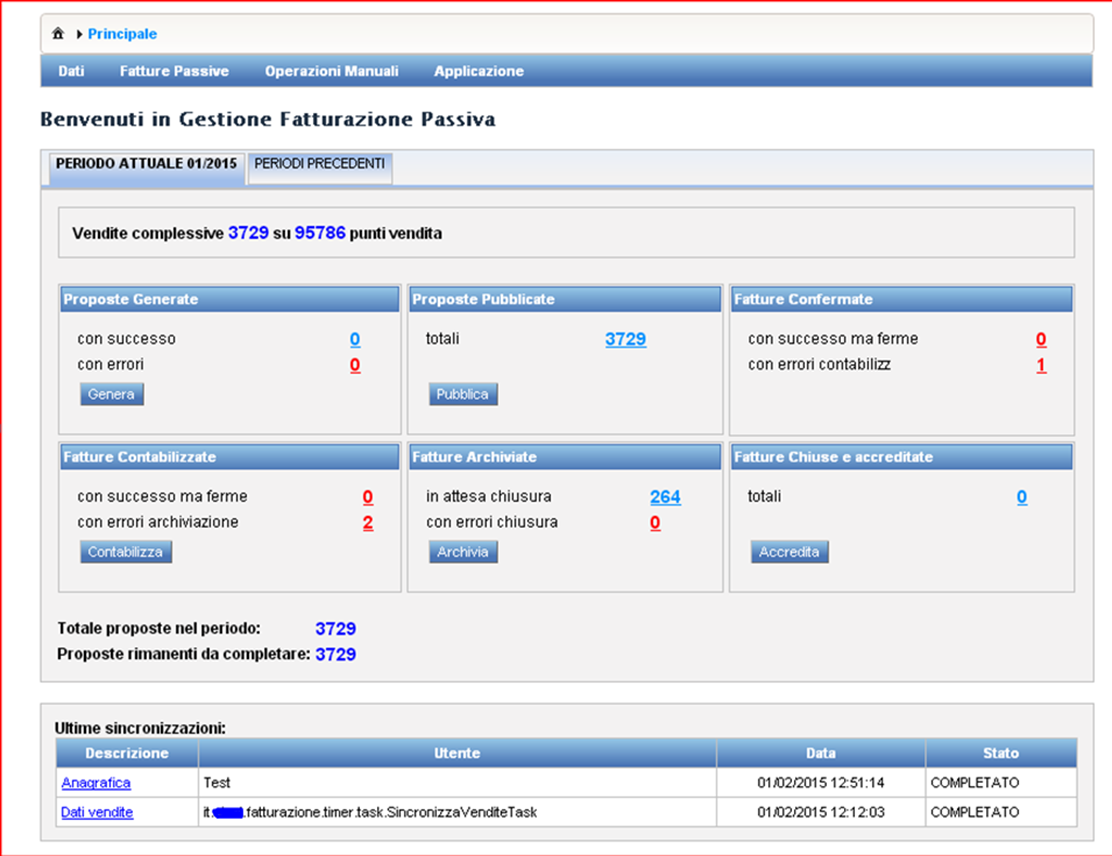 Principale
Dati Fatture Passive Operazioni Manuali Applicazione
Benvenuti in Gestione Fatturazione Passiva
PERIODO ATTUALE 01/2015 PERIODI PRECEDENTI
Vendite complessive 3729 su 95786 punti vendita
Proposte Generate
con successo 0
con errori 0
Genera
Proposte Pubblicate
totali 3729
Pubblica
Fatture Confermate
con successo ma ferme 0
con errori contabilizz 1
Fatture Contabilizzate
con successo ma ferme 0
con errori archiviazione 2
Contabilizza
Fatture Archiviate
in attesa chiusura 264
con errori chiusura 0
Archivia
Fatture Chiuse e accreditate
totali 0
Accredita
Totale proposte nel periodo: 3729
Proposte rimanenti da completare: 3729
Ultime sincronizzazioni:
Descrizione Utente Data Stato
Anagrafica Test 01/02/2015 12:51:14 COMPLETATO
Dati vendite it. .fatturazione.timer.task.SincronizzaVenditeTask 01/02/2015 12:12:03 COMPLETATO